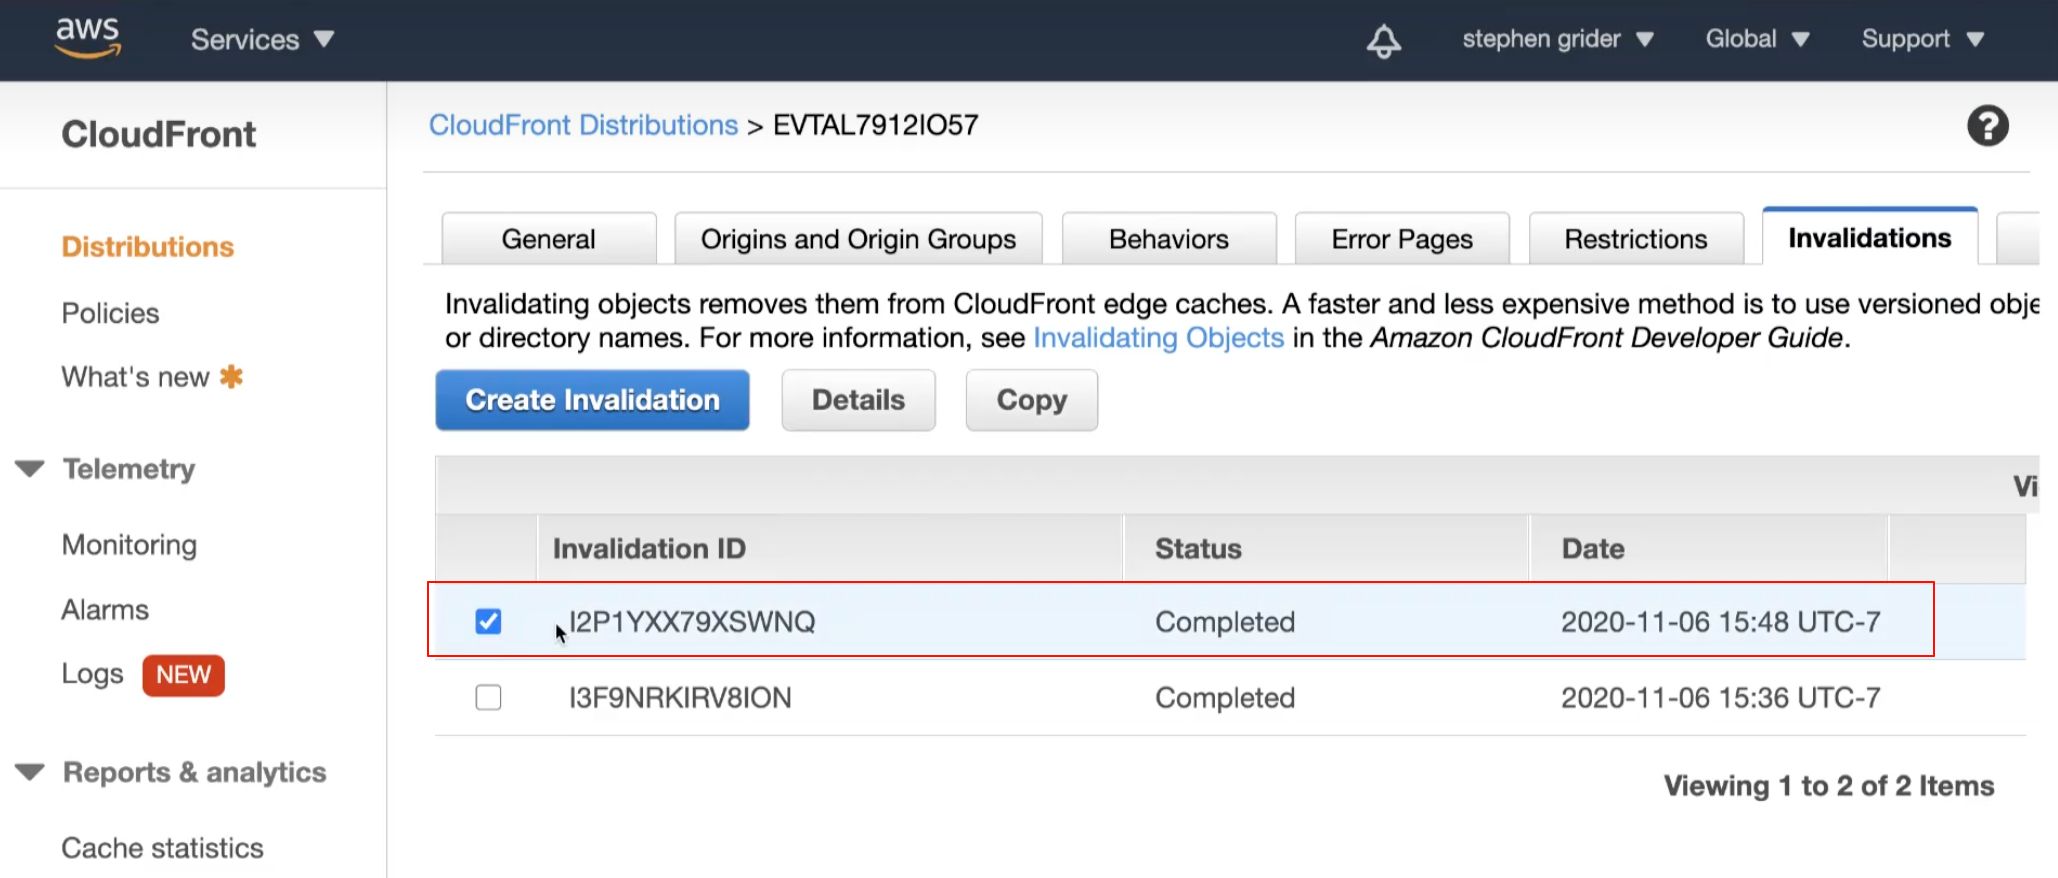 aws Services stephen grider Global Support
CloudFront
CloudFront Distributions > EVTAL7912IO57
General Origins and Origin Groups Behaviors Error Pages Restrictions Invalidations
Distributions
Policies
What's new
Telemetry
Monitoring
Alarms
Logs NEW
Reports & analytics
Cache statistics
Invalidating objects removes them from CloudFront edge caches. A faster and less expensive method is to use versioned obje
or directory names. For more information, see Invalidating Objects in the Amazon CloudFront Developer Guide.
Create Invalidation Details Copy
Vi
Invalidation ID Status Date
I2P1YXX79XSWNQ Completed 2020-11-06 15:48 UTC-7
I3F9NRKIRV8ION Completed 2020-11-06 15:36 UTC-7
Viewing 1 to 2 of 2 Items